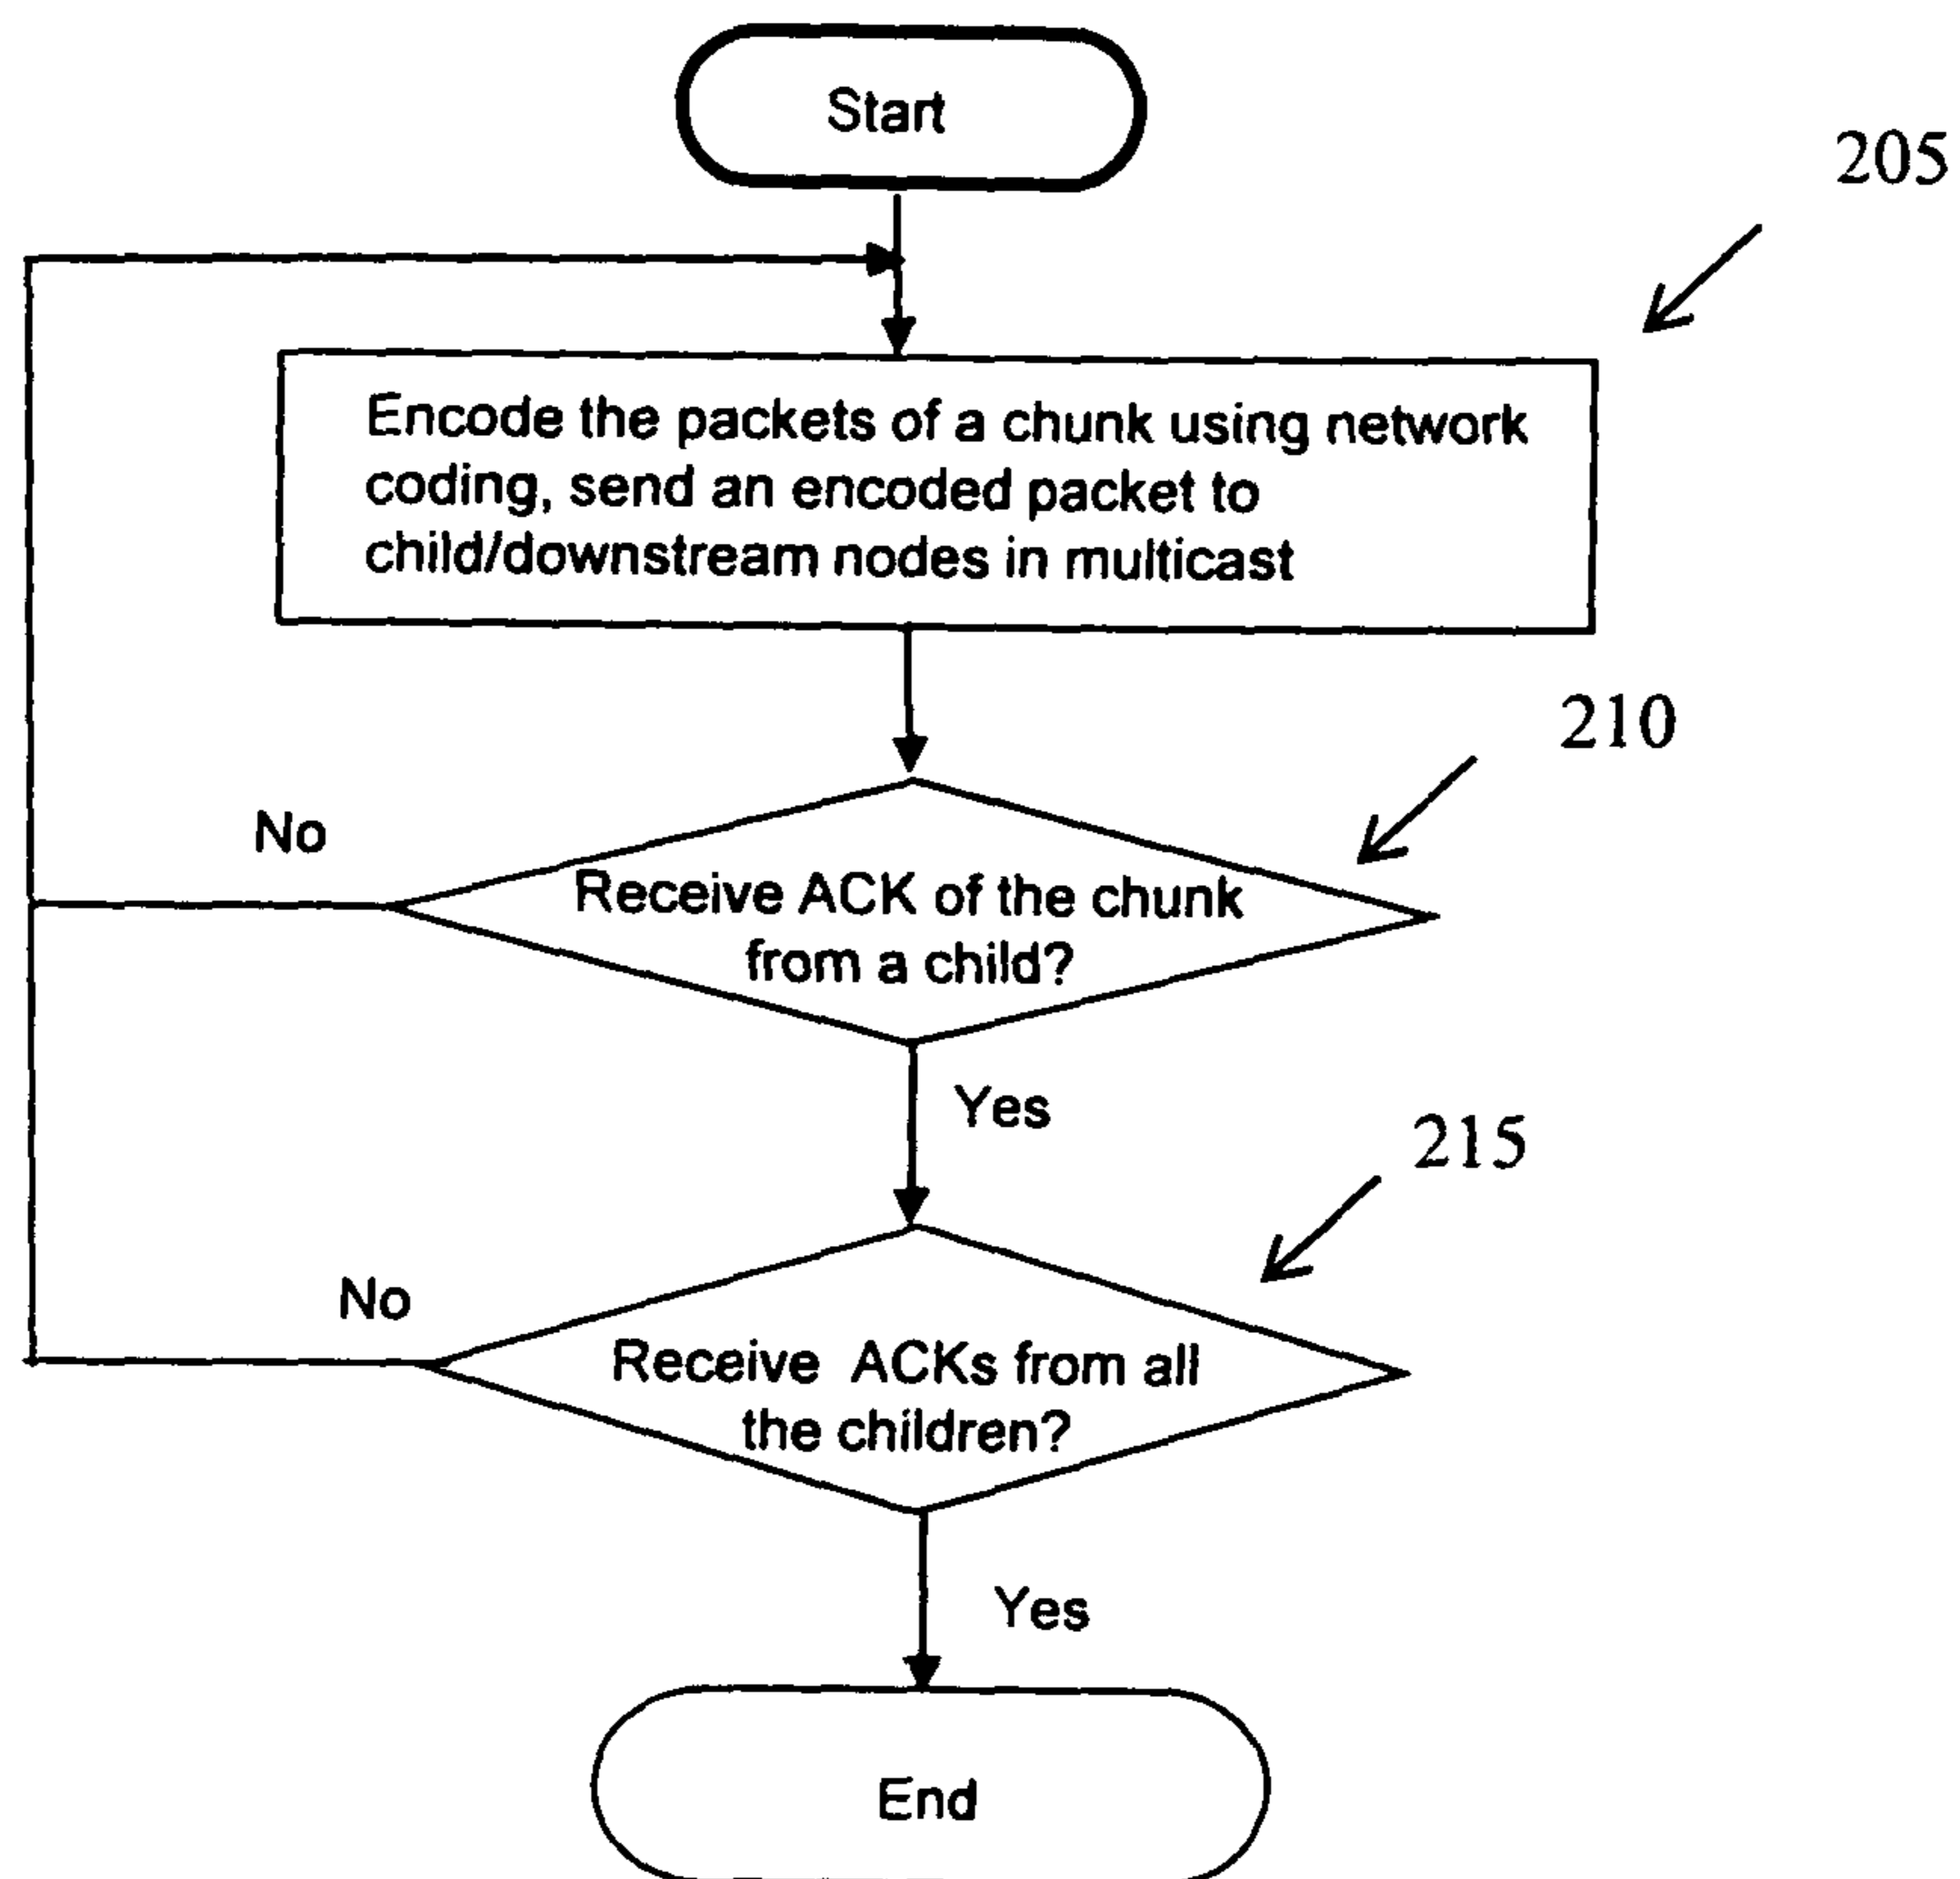 Start
205
Encode the packets of a chunk using network
coding, send an encoded packet to
child/downstream nodes in multicast
210
No
Receive ACK of the chunk
from a child?
Yes
215
No
Receive ACKs from all
the children?
Yes
End